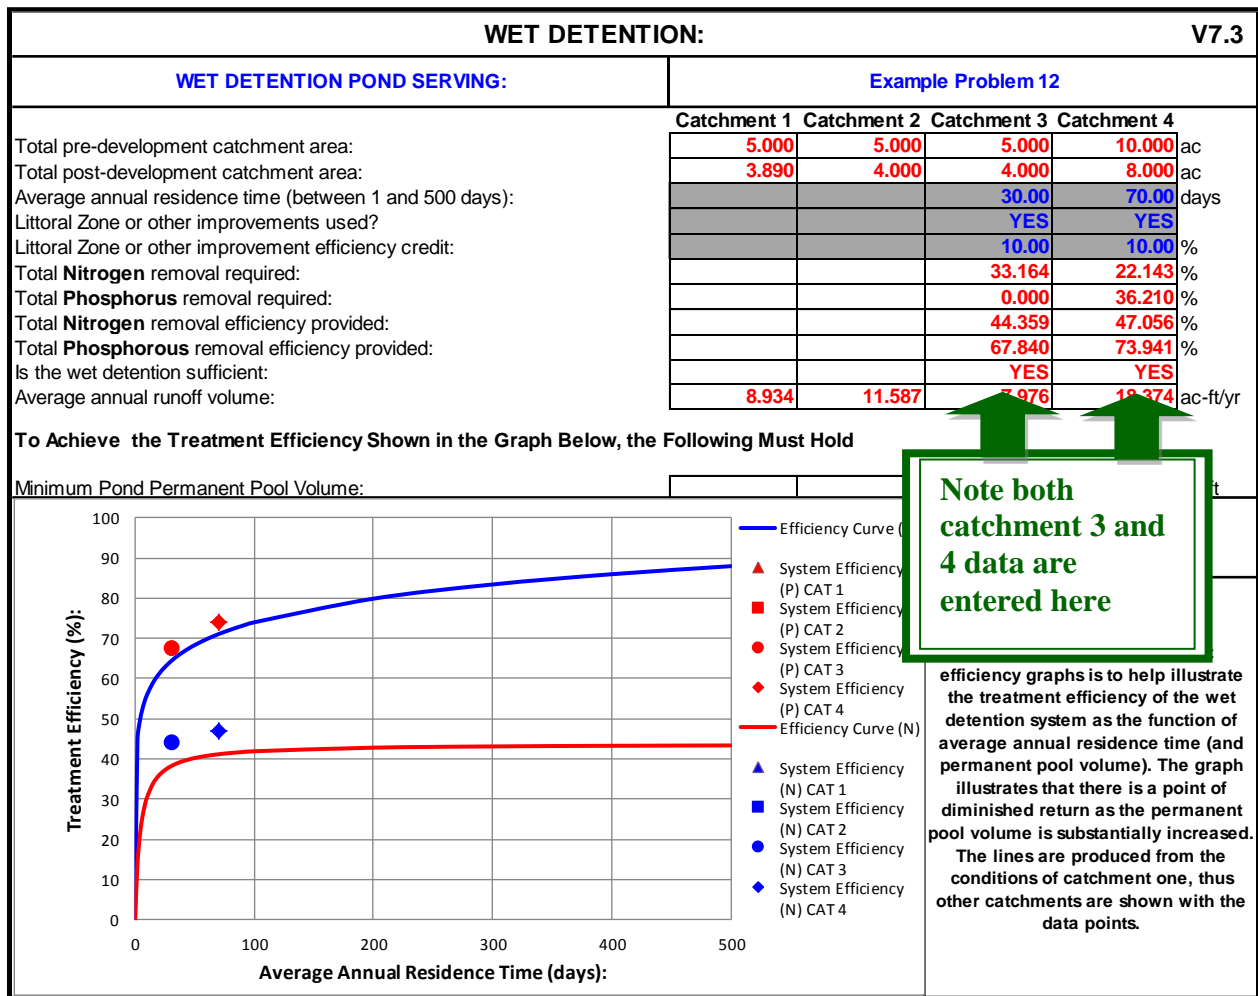 WET DETENTION: V7.3
WET DETENTION POND SERVING: Example Problem 12
Catchment 1 Catchment 2 Catchment 3 Catchment 4
Total pre-development catchment area: 5.000 5.000 5.000 10.000 ac
Total post-development catchment area: 3.890 4.000 4.000 8.000 ac
Average annual residence time (between 1 and 500 days): 30.00 70.00 days
Littoral Zone or other improvements used? YES YES
Littoral Zone or other improvement efficiency credit: 10.00 10.00 %
Total Nitrogen removal required: 33.164 22.143 %
Total Phosphorus removal required: 0.000 36.210 %
Total Nitrogen removal efficiency provided: 44.359 47.056 %
Total Phosphorous removal efficiency provided: 67.840 73.941 %
Is the wet detention sufficient: YES YES
Average annual runoff volume: 8.934 11.587 7.976 18.374 ac-ft/yr
To Achieve the Treatment Efficiency Shown in the Graph Below, the Following Must Hold
Minimum Pond Permanent Pool Volume:
Note both
catchment 3 and
4 data are
entered here
Treatment Efficiency (%):
100
90
80
70
60
50
40
30
20
10
0
0 100 200 300 400 500
Average Annual Residence Time (days):
Efficiency Curve (
System Efficiency
(P) CAT 1
System Efficiency
(P) CAT 2
System Efficiency
(P) CAT 3
System Efficiency
(P) CAT 4
Efficiency Curve (N)
System Efficiency
(N) CAT 1
System Efficiency
(N) CAT 2
System Efficiency
(N) CAT 3
System Efficiency
(N) CAT 4
efficiency graphs is to help illustrate
the treatment efficiency of the wet
detention system as the function of
average annual residence time (and
permanent pool volume). The graph
illustrates that there is a point of
diminished return as the permanent
pool volume is substantially increased.
The lines are produced from the
conditions of catchment one, thus
other catchments are shown with the
data points.